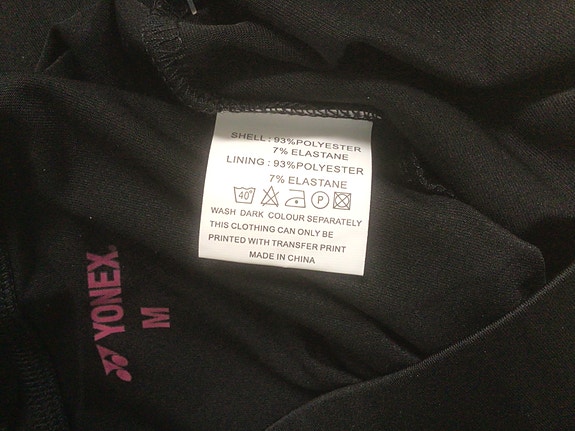 SHELL : 93%POLYESTER
7% ELASTANE
LINING : 93%POLYESTER
7% ELASTANE
40°
P
WASH DARK COLOUR SEPARATELY
THIS CLOTHING CAN ONLY BE
PRINTED WITH TRANSFER PRINT
MADE IN CHINA
YONEX®
M